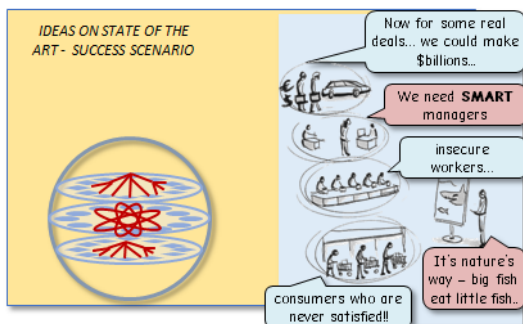 IDEAS ON STATE OF THE
ART - SUCCESS SCENARIO
Now for some real
deals... we could make
$billions...
€
$
We need SMART
managers
insecure
workers...
It's nature's
way – big fish
eat little fish..
consumers who are
never satisfied!!